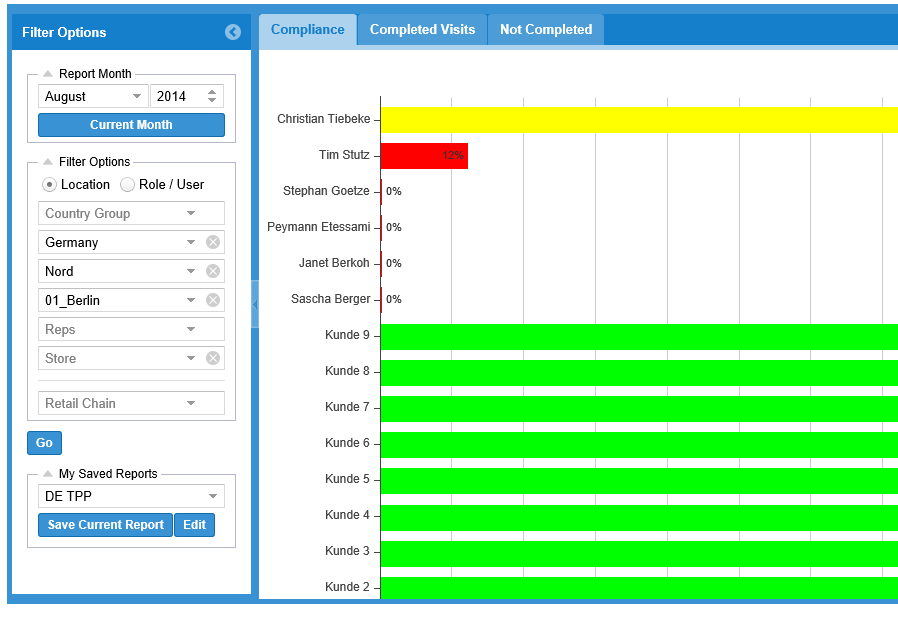 Filter Options
Report Month
August
2014
Current Month
Filter Options
Location
Role / User
Country Group
Germany
Nord
01_Berlin
Reps
Store
Retail Chain
Go
My Saved Reports
DE TPP
Save Current Report
Edit
Compliance
Completed Visits
Not Completed
Christian Tiebeke
Tim Stutz
12%
Stephan Goetze
0%
Peymann Etessami
0%
Janet Berkoh
0%
Sascha Berger
0%
Kunde 9
Kunde 8
Kunde 7
Kunde 6
Kunde 5
Kunde 4
Kunde 3
Kunde 2